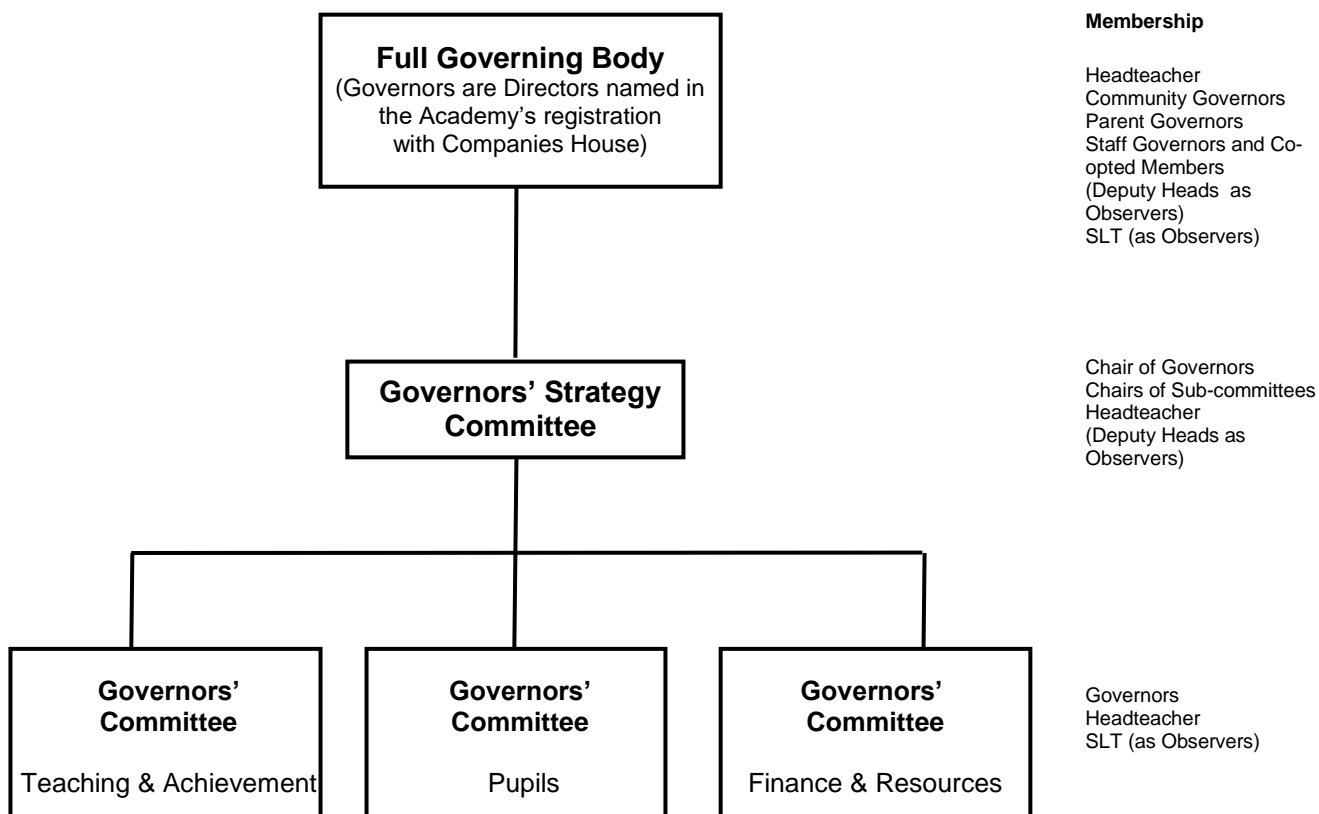 Membership
Full Governing Body
(Governors are Directors named in
the Academy’s registration
with Companies House)
Headteacher
Community Governors
Parent Governors
Staff Governors and Co-
opted Members
(Deputy Heads as
Observers)
SLT (as Observers)
Governors’ Strategy
Committee
Chair of Governors
Chairs of Sub-committees
Headteacher
(Deputy Heads as
Observers)
Governors’
Committee
Teaching & Achievement
Governors’
Committee
Pupils
Governors’
Committee
Finance & Resources
Governors
Headteacher
SLT (as Observers)